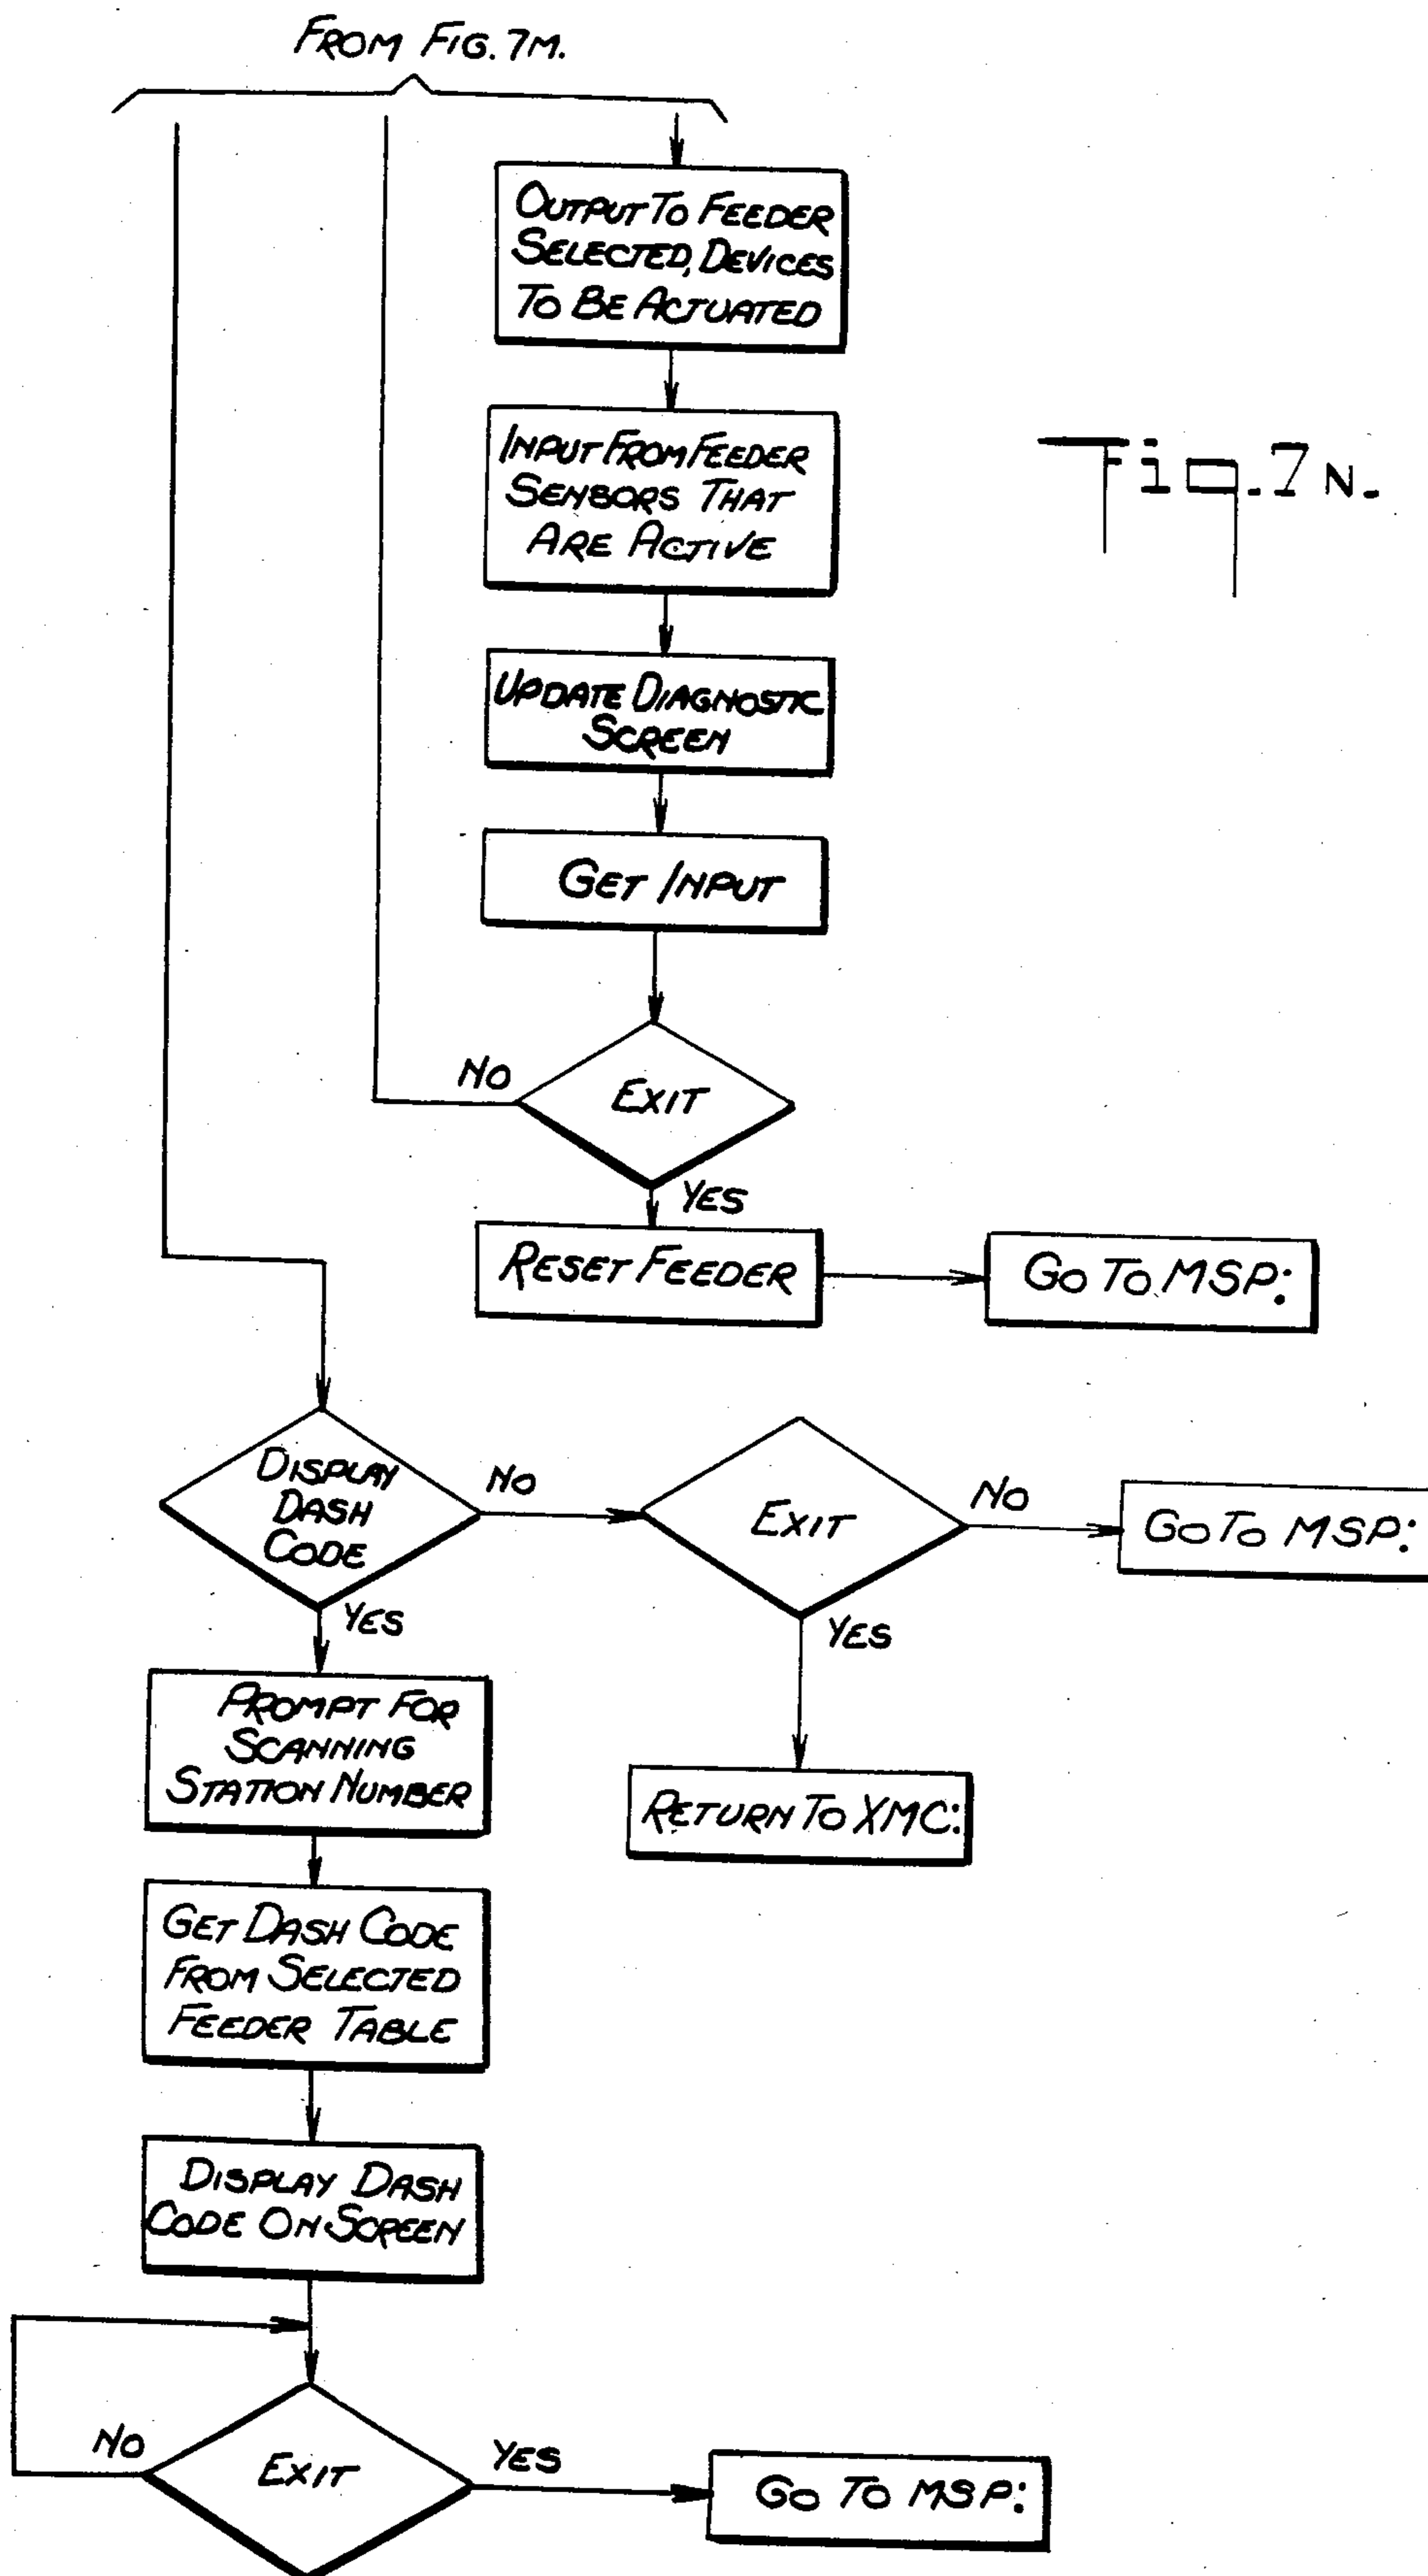 FROM FIG. 7M.
OUTPUT TO FEEDER
SELECTED, DEVICES
TO BE ACTUATED
INPUT FROM FEEDER
SENSORS THAT
ARE ACTIVE
Fig. 7N.
UPDATE DIAGNOSTIC
SCREEN
GET INPUT
NO
EXIT
YES
RESET FEEDER
GO TO MSP:
DISPLAY
DASH
CODE
NO
EXIT
NO
GO TO MSP:
YES
YES
PROMPT FOR
SCANNING
STATION NUMBER
RETURN TO XMC:
GET DASH CODE
FROM SELECTED
FEEDER TABLE
DISPLAY DASH
CODE ON SCREEN
NO
EXIT
YES
GO TO MSP: